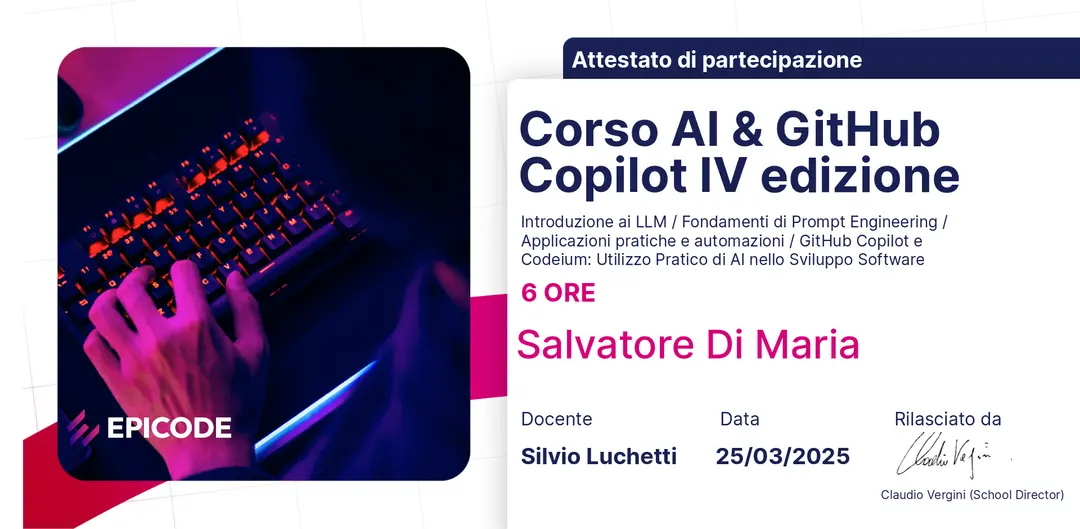 Attestato di partecipazione
Corso AI & GitHub
Copilot IV edizione
Introduzione ai LLM / Fondamenti di Prompt Engineering /
Applicazioni pratiche e automazioni / GitHub Copilot e
Codeium: Utilizzo Pratico di AI nello Sviluppo Software
6 ORE
Salvatore Di Maria
EPICODE
Docente
Data
Rilasciato da
Silvio Luchetti
25/03/2025
Claudio Vergini
Claudio Vergini (School Director)